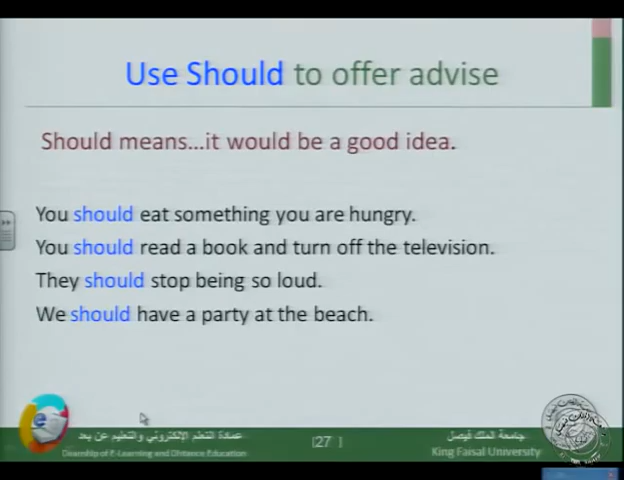 Use Should to offer advise
Should means...it would be a good idea.
You should eat something you are hungry.
You should read a book and turn off the television.
They should stop being so loud.
We should have a party at the beach.
عمادة التعلم الإلكتروني والتعليم عن بعد
Deanship of E-Learning and Distance Education
[27]
جامعة الملك فيصل
King Faisal University